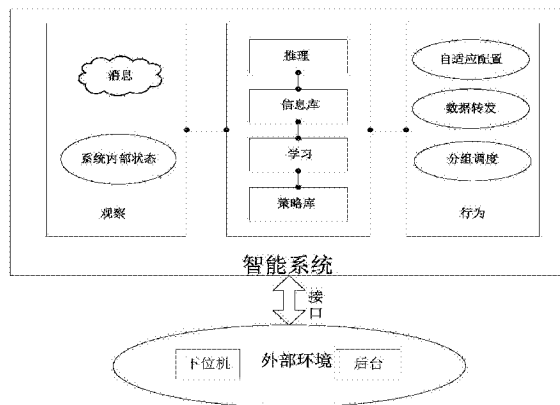 消息
系统内部状态
观察
推理
信息库
学习
策略库
自适应配置
数据转发
分组调度
行为
智能系统
接口
外部环境
下位机
后台